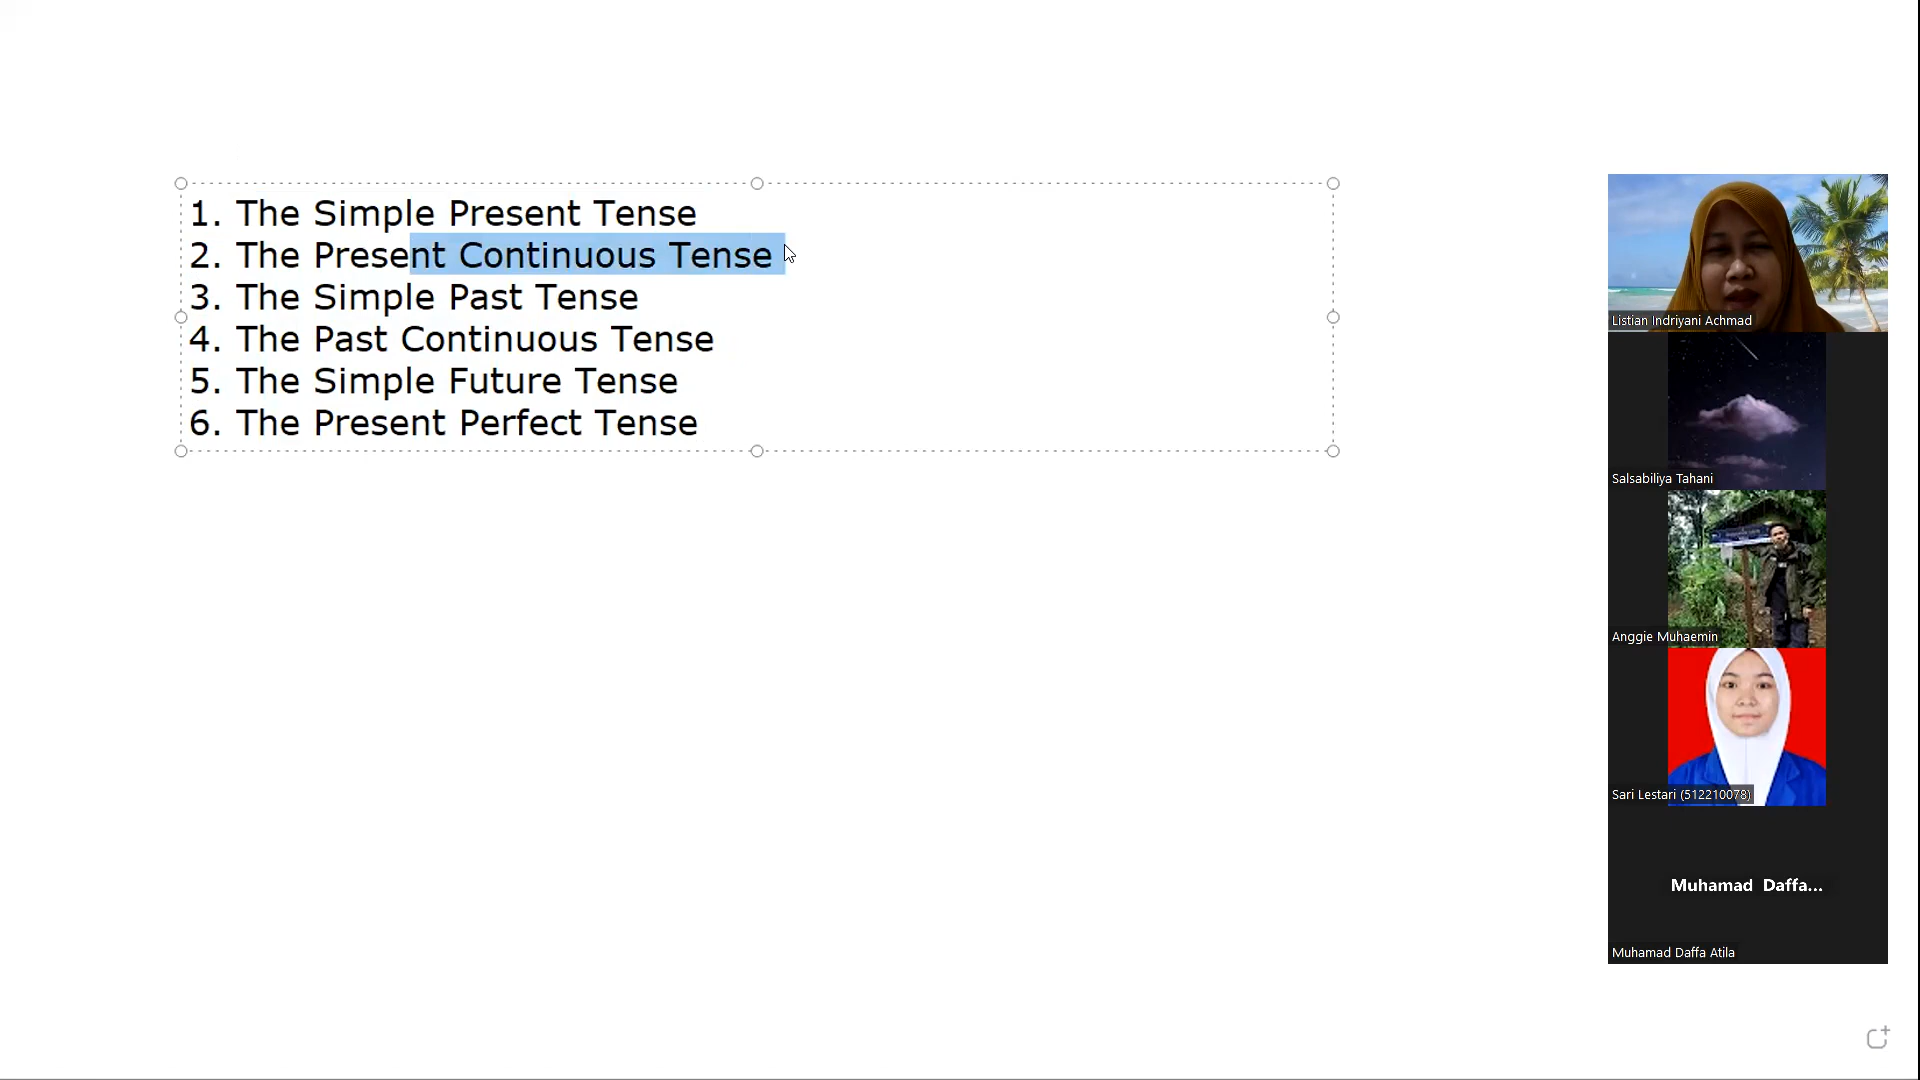 1. The Simple Present Tense
2. The Present Continuous Tense
3. The Simple Past Tense
4. The Past Continuous Tense
5. The Simple Future Tense
6. The Present Perfect Tense
Listian Indriyani Achmad
Salsabiliya Tahani
Anggie Muhaemin
Sari Lestari (512210078)
Muhamad Daffa...
Muhamad Daffa Atila